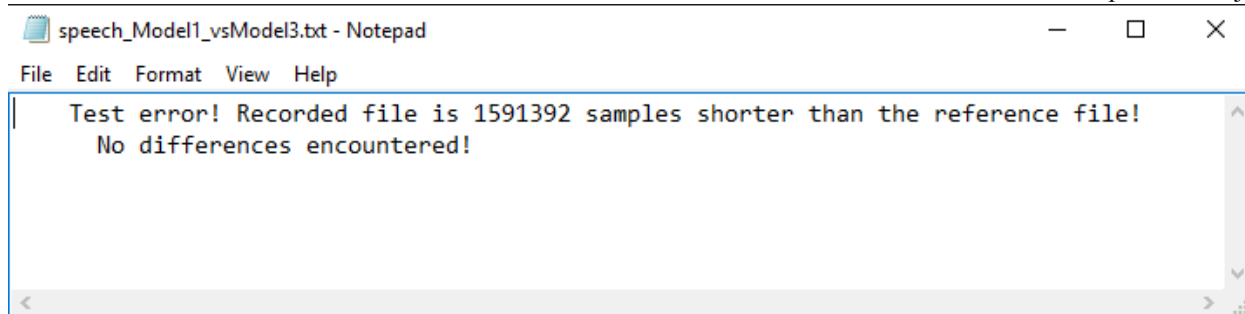 speech_Model1_vsModel3.txt - Notepad
File Edit Format View Help
Test error! Recorded file is 1591392 samples shorter than the reference file!
No differences encountered!